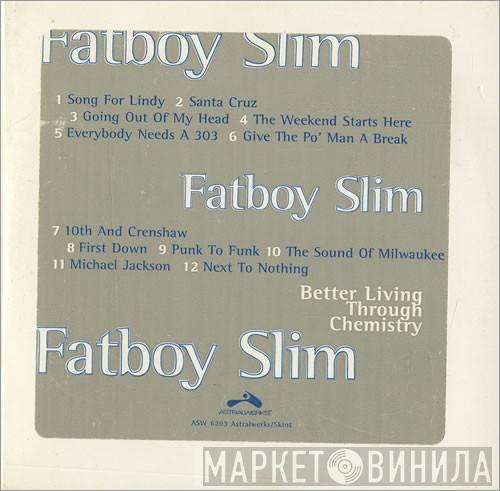 Fatboy Slim
1 Song For Lindy 2 Santa Cruz
3 Going Out Of My Head 4 The Weekend Starts Here
5 Everybody Needs A 303 6 Give The Po' Man A Break
Fatboy Slim
7 10th And Crenshaw
8 First Down 9 Punk To Funk 10 The Sound Of Milwaukee
11 Michael Jackson 12 Next To Nothing
Better Living
Through
Chemistry
Fatboy Slim
ASTRALWERKS
ASW 6203 Astralwerks/Skint
МАРКЕТ ВИНИЛА